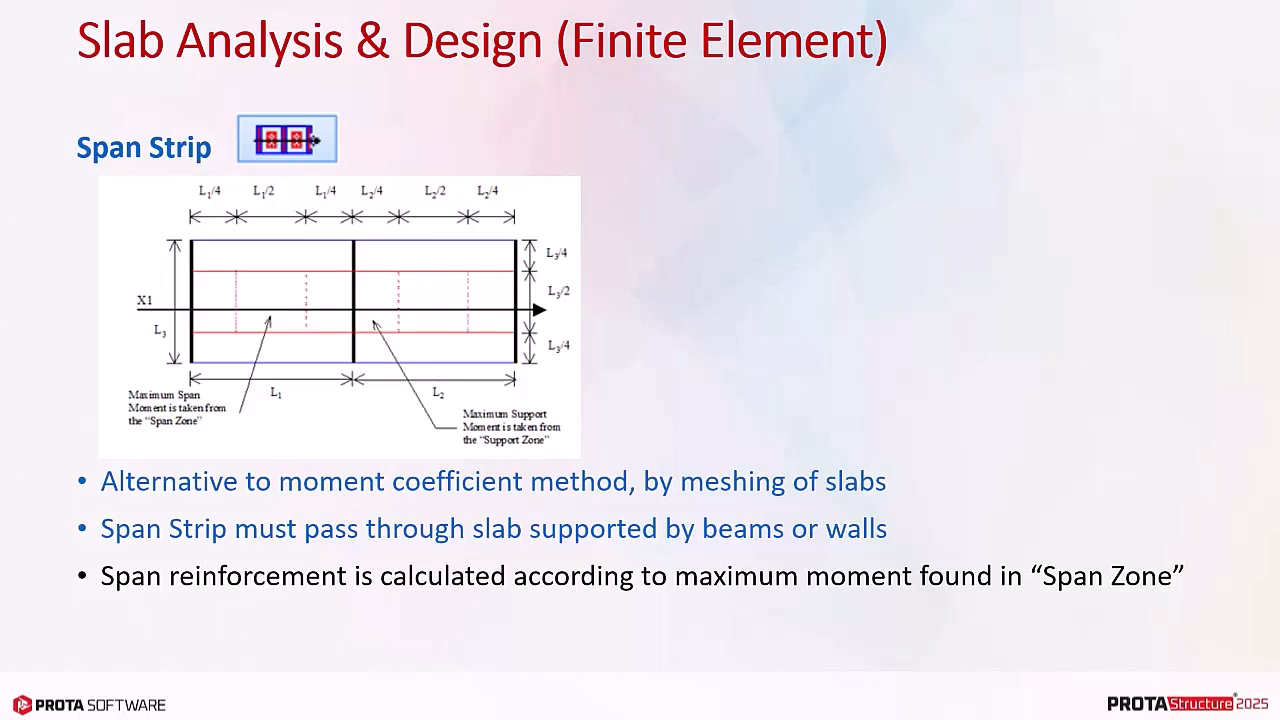 Slab Analysis & Design (Finite Element)
Span Strip
L1/4 L1/2 L1/4 L2/4 L2/2 L2/4
L3/4
L3/2
X1
L3
L3/4
L1
L2
Maximum Span
Moment is taken from
the “Span Zone”
Maximum Support
Moment is taken from
the “Support Zone”
• Alternative to moment coefficient method, by meshing of slabs
• Span Strip must pass through slab supported by beams or walls
• Span reinforcement is calculated according to maximum moment found in “Span Zone”
PROTA SOFTWARE
PROTAStructure® 2025